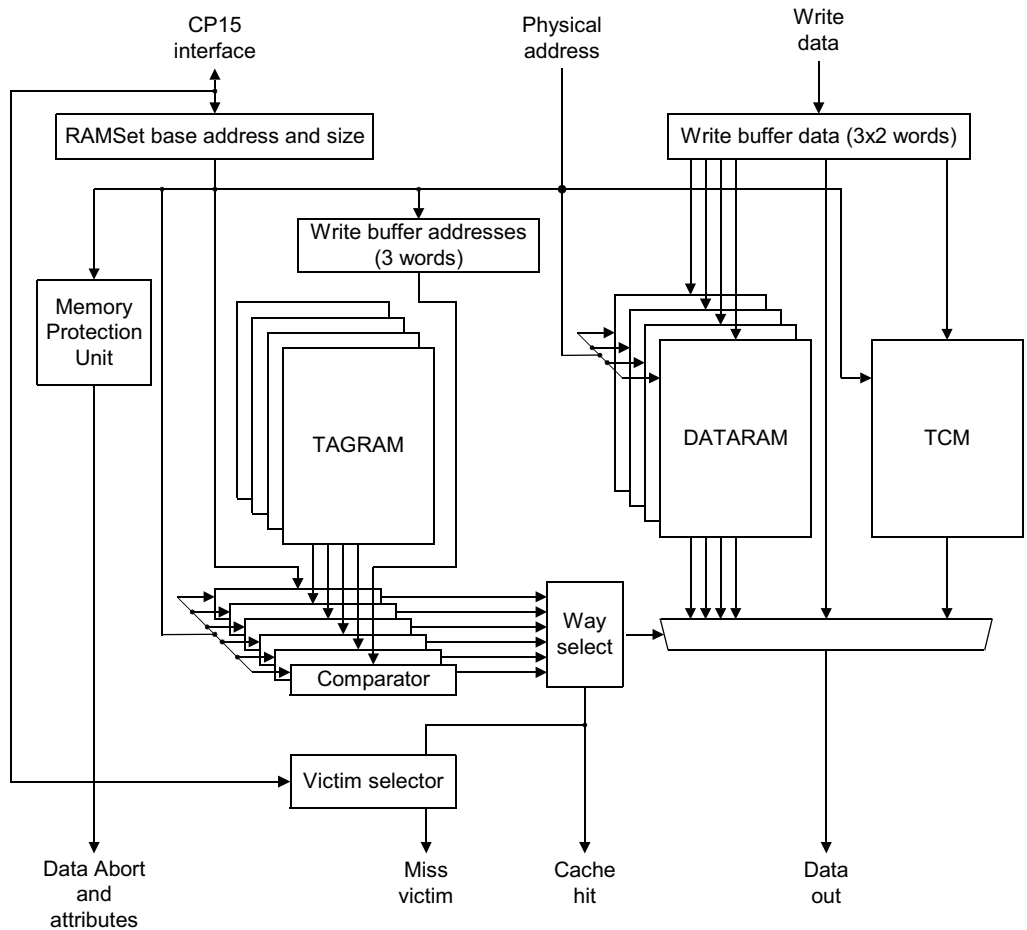 CP15
interface
Physical
address
Write
data
RAMSet base address and size
Write buffer data (3x2 words)
Write buffer addresses
(3 words)
Memory
Protection
Unit
TAGRAM
DATARAM
TCM
Way
select
Comparator
Victim selector
Data Abort
and
attributes
Miss
victim
Cache
hit
Data
out